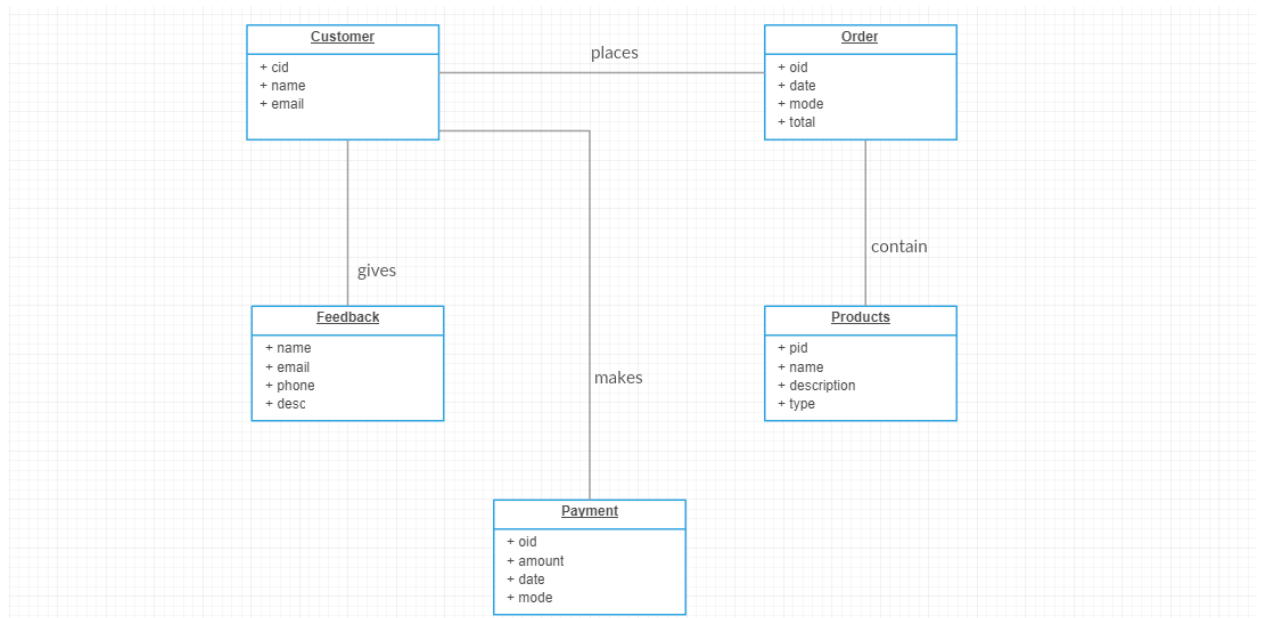 Customer
+ cid
+ name
+ email
places
Order
+ oid
+ date
+ mode
+ total
gives
contain
Feedback
+ name
+ email
+ phone
+ desc
makes
Products
+ pid
+ name
+ description
+ type
Payment
+ oid
+ amount
+ date
+ mode